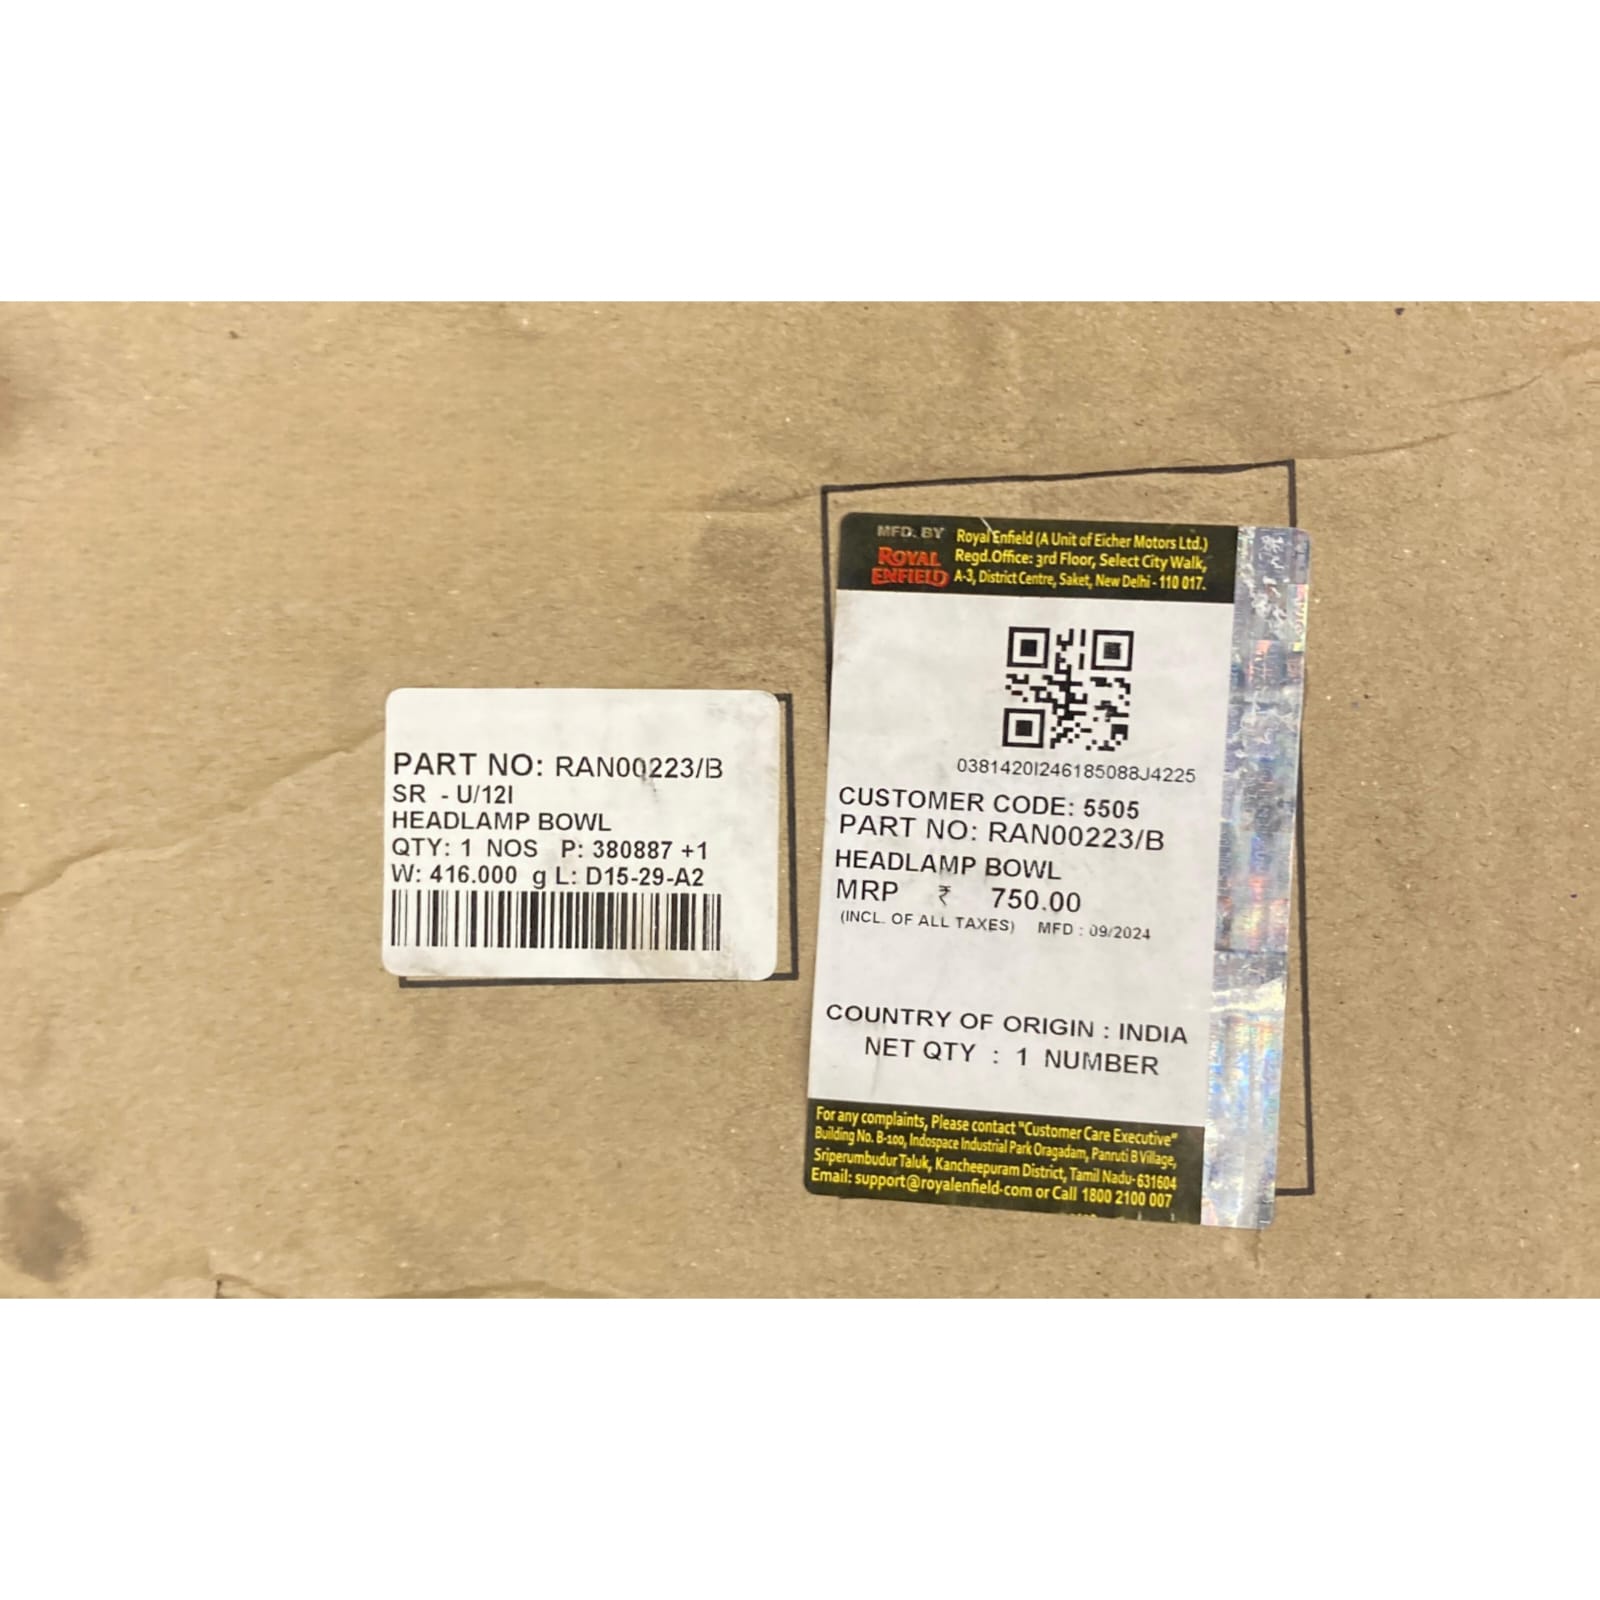 PART NO: RAN00223/B
SR - U/12I
HEADLAMP BOWL
QTY: 1 NOS P: 380887 +1
W: 416.000 g L: D15-29-A2
MFD. BY
ROYAL
ENFIELD
Royal Enfield (A Unit of Eicher Motors Ltd.)
Regd.Office: 3rd Floor, Select City Walk,
A-3, District Centre, Saket, New Delhi - 110 017.
0381420I246185088J4225
CUSTOMER CODE: 5505
PART NO: RAN00223/B
HEADLAMP BOWL
MRP ₹ 750.00
(INCL. OF ALL TAXES) MFD : 09/2024
COUNTRY OF ORIGIN : INDIA
NET QTY : 1 NUMBER
For any complaints, Please contact "Customer Care Executive"
Building No. B-100, Indospace Industrial Park Oragadam, Panruti B Village,
Sriperumbudur Taluk, Kancheepuram District, Tamil Nadu-631604
Email: support@royalenfield.com or Call 1800 2100 007